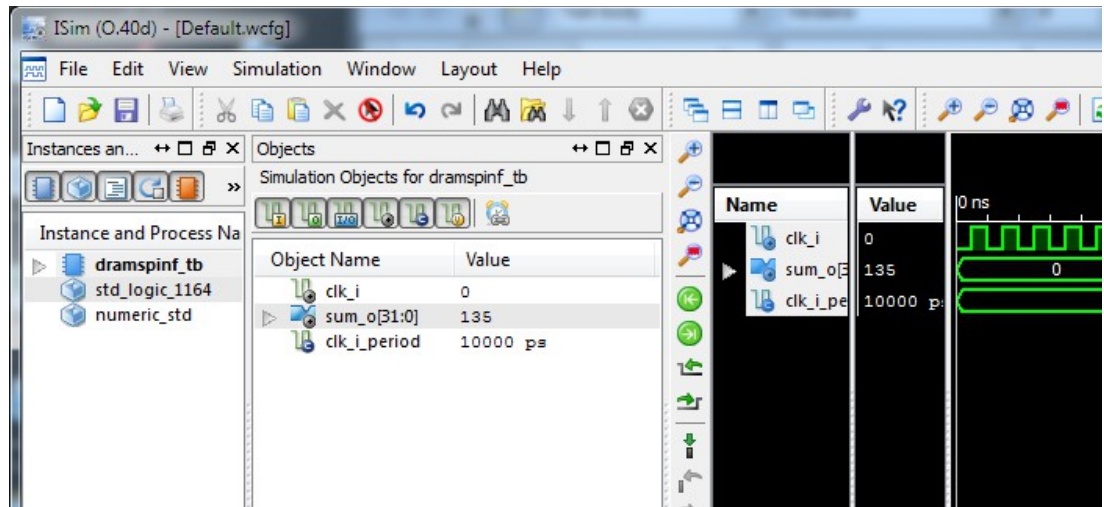 ISim (O.40d) - [Default.wcfg]
File Edit View Simulation Window Layout Help
Instances an...
Objects
Simulation Objects for dramspinf_tb
Instance and Process Na
dramspinf_tb
std_logic_1164
numeric_std
Object Name Value
clk_i 0
sum_o[31:0] 135
clk_i_period 10000 ps
Name Value 0 ns
clk_i 0
sum_o[3 135 0
clk_i_pe 10000 p